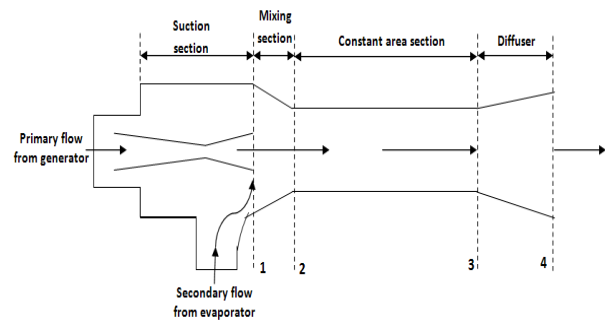 Suction
section
Mixing
section
Constant area section
Diffuser
Primary flow
from generator
1
2
3
4
Secondary flow
from evaporator